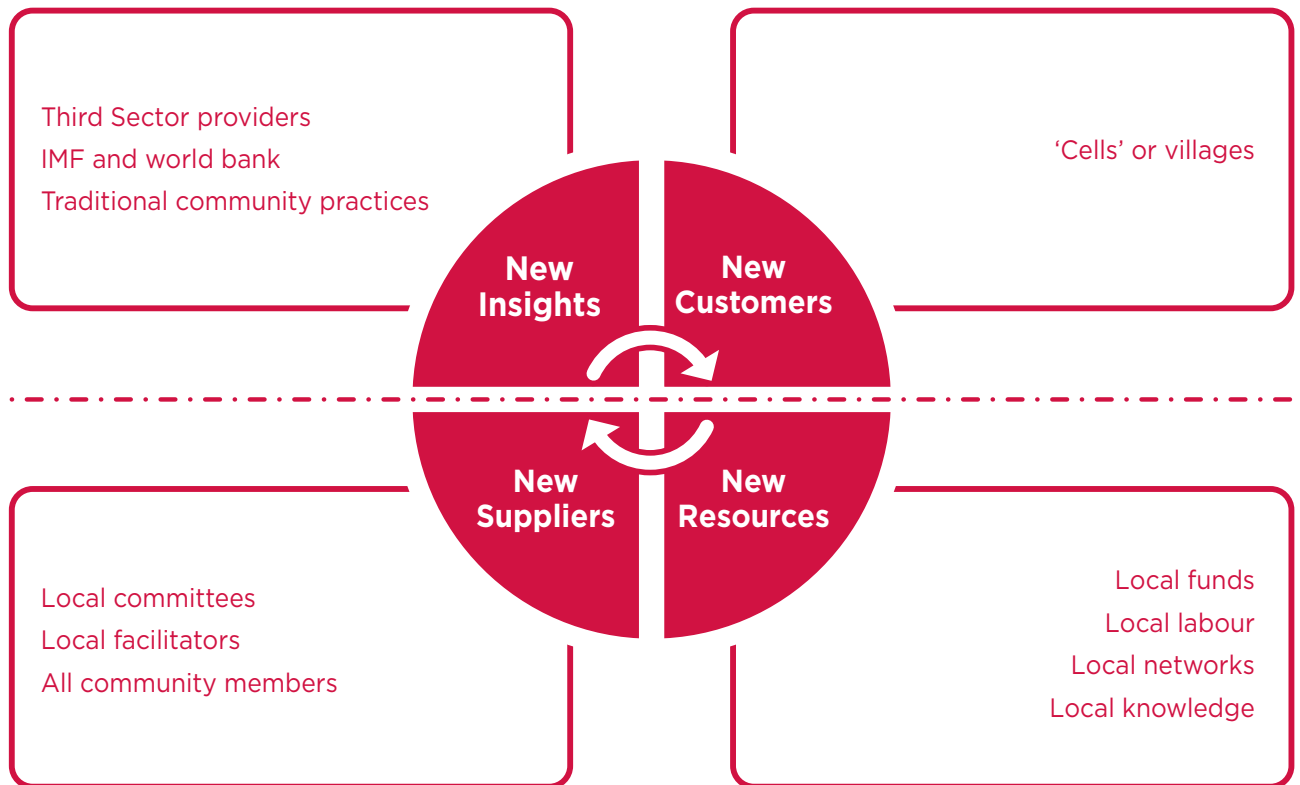 Third Sector providers
IMF and world bank
Traditional community practices
‘Cells’ or villages
New
Insights
New
Customers
New
Suppliers
New
Resources
Local committees
Local facilitators
All community members
Local funds
Local labour
Local networks
Local knowledge